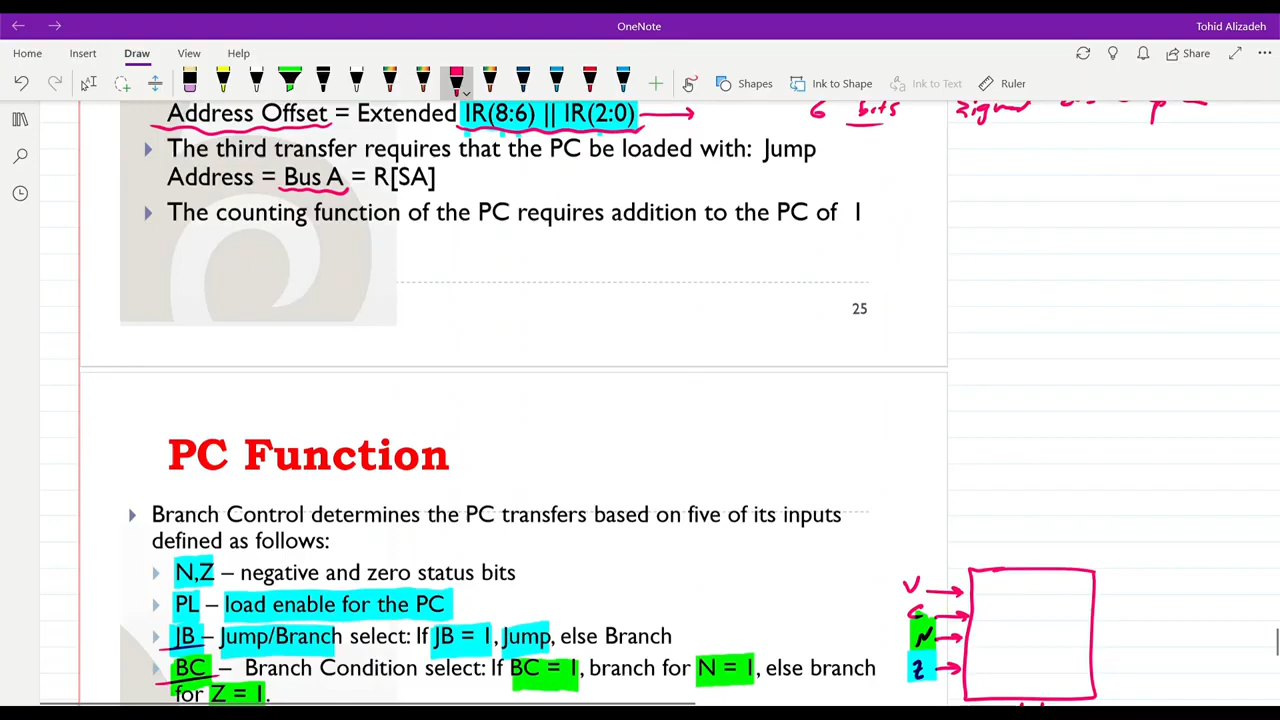 OneNote
Tohid Alizadeh
Home Insert Draw View Help
Share
Shapes Ink to Shape Ink to Text Ruler
Address Offset = Extended IR(8:6) || IR(2:0)
6 bits
The third transfer requires that the PC be loaded with: Jump
Address = Bus A = R[SA]
The counting function of the PC requires addition to the PC of 1
25
PC Function
Branch Control determines the PC transfers based on five of its inputs
defined as follows:
N,Z – negative and zero status bits
PL – load enable for the PC
JB – Jump/Branch select: If JB = 1, Jump, else Branch
BC – Branch Condition select: If BC = 1, branch for N = 1, else branch
for Z = 1.
V
C
N
Z